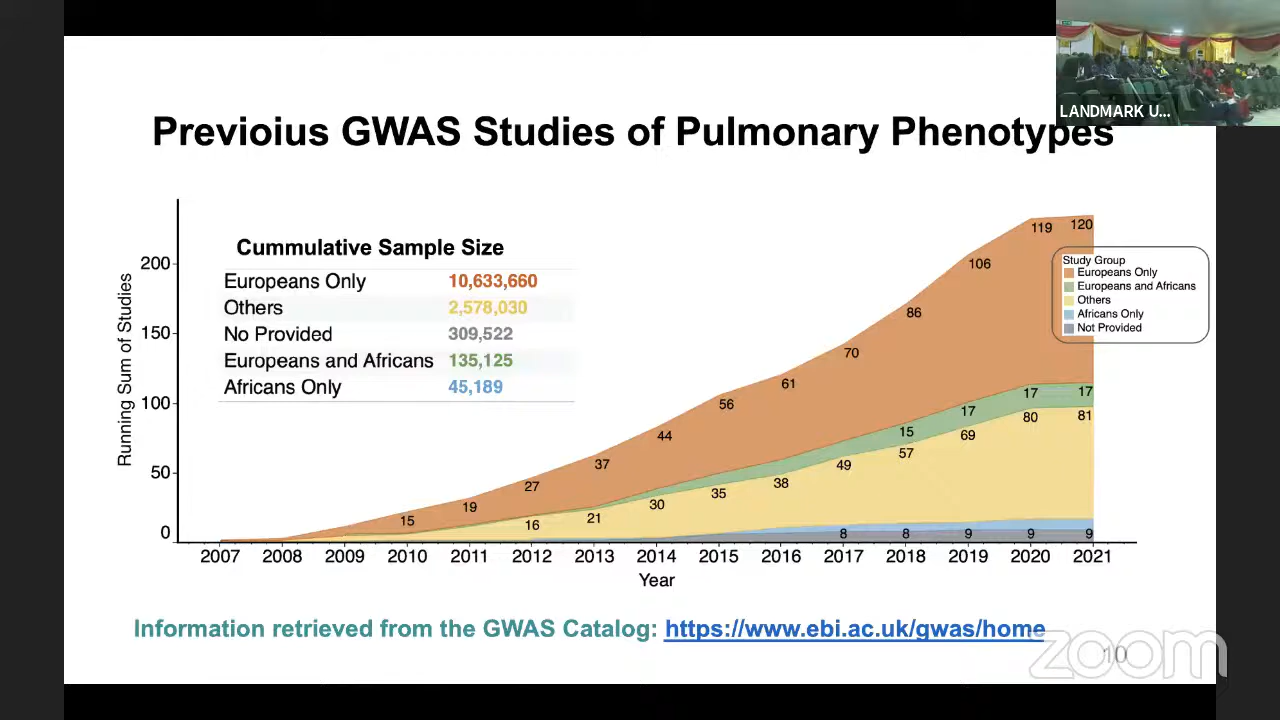 LANDMARK U...
Previoius GWAS Studies of Pulmonary Phenotypes
Cummulative Sample Size
Europeans Only 10,633,660
Others 2,578,030
No Provided 309,522
Europeans and Africans 135,125
Africans Only 45,189
Running Sum of Studies
200
150
100
50
0
15
19
27
37
44
56
61
70
86
106
119
120
15
17
17
17
16
21
30
35
38
49
57
69
80
81
8
8
9
9
9
Study Group
Europeans Only
Europeans and Africans
Others
Africans Only
Not Provided
2007 2008 2009 2010 2011 2012 2013 2014 2015 2016 2017 2018 2019 2020 2021
Year
Information retrieved from the GWAS Catalog: https://www.ebi.ac.uk/gwas/home
10
zoom